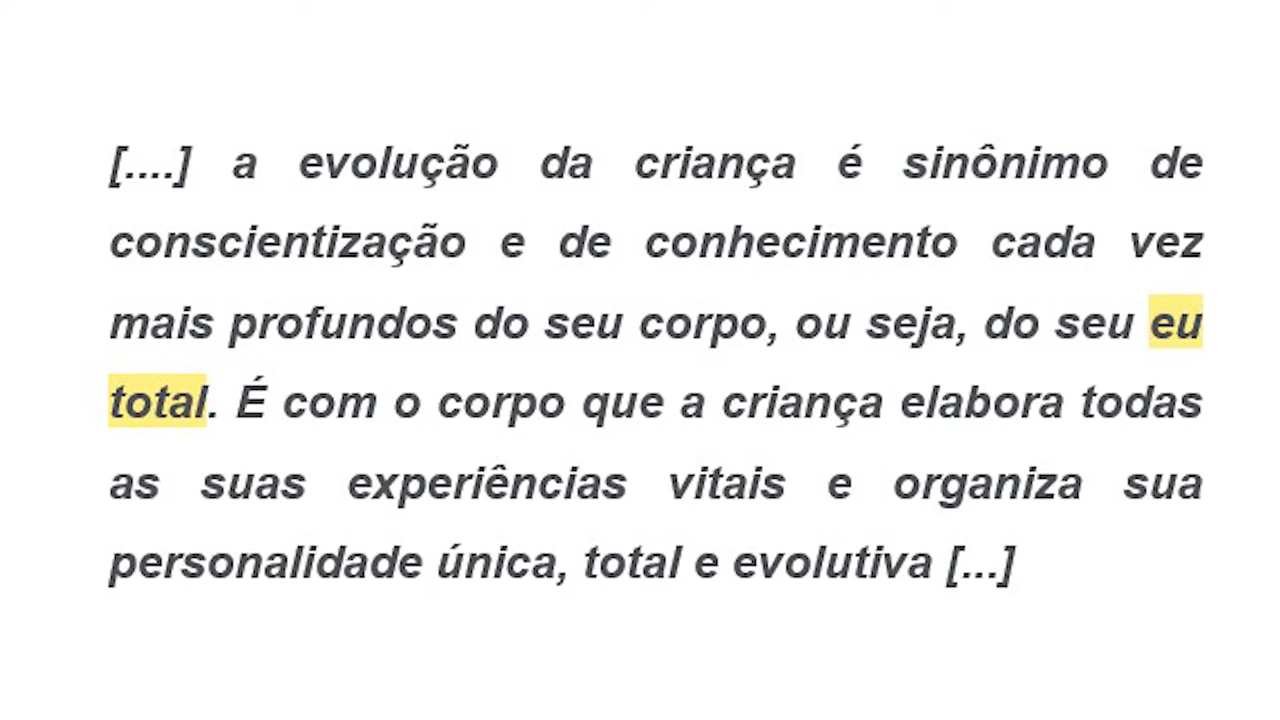 [....] a evolução da criança é sinônimo de
conscientização e de conhecimento cada vez
mais profundos do seu corpo, ou seja, do seu eu
total. É com o corpo que a criança elabora todas
as suas experiências vitais e organiza sua
personalidade única, total e evolutiva [...]